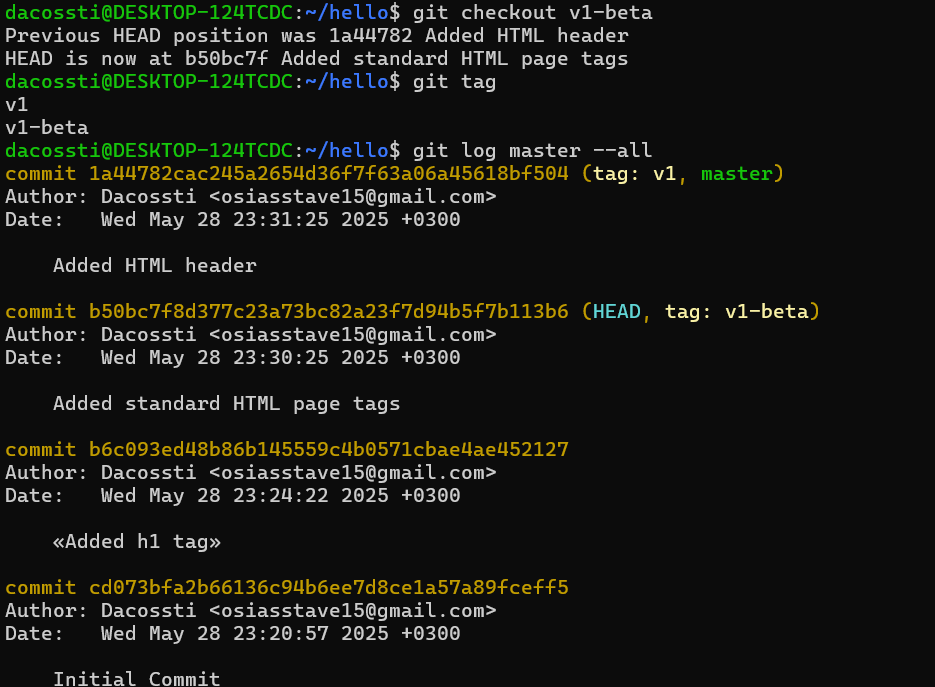 dacossti@DESKTOP-124TCDC:~/hello$ git checkout v1-beta
Previous HEAD position was 1a44782 Added HTML header
HEAD is now at b50bc7f Added standard HTML page tags
dacossti@DESKTOP-124TCDC:~/hello$ git tag
v1
v1-beta
dacossti@DESKTOP-124TCDC:~/hello$ git log master --all
commit 1a44782cac245a2654d36f7f63a06a45618bf504 (tag: v1, master)
Author: Dacossti <osiasstave15@gmail.com>
Date:   Wed May 28 23:31:25 2025 +0300
    Added HTML header
commit b50bc7f8d377c23a73bc82a23f7d94b5f7b113b6 (HEAD, tag: v1-beta)
Author: Dacossti <osiasstave15@gmail.com>
Date:   Wed May 28 23:30:25 2025 +0300
    Added standard HTML page tags
commit b6c093ed48b86b145559c4b0571cbae4ae452127
Author: Dacossti <osiasstave15@gmail.com>
Date:   Wed May 28 23:24:22 2025 +0300
    «Added h1 tag»
commit cd073bfa2b66136c94b6ee7d8ce1a57a89fceff5
Author: Dacossti <osiasstave15@gmail.com>
Date:   Wed May 28 23:20:57 2025 +0300
    Initial Commit